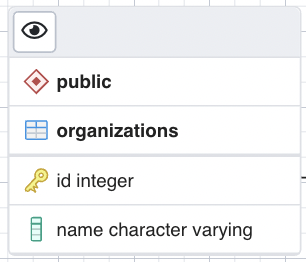 public
organizations
id integer
name character varying